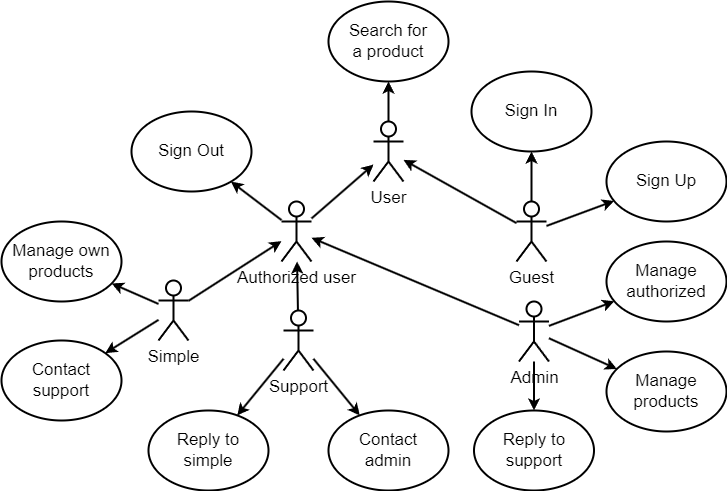 Search for
a product
Sign In
Sign Out
Sign Up
User
Manage own
products
Authorized user
Guest
Manage
authorized
Simple
Contact
support
Support
Admin
Manage
products
Reply to
simple
Contact
admin
Reply to
support